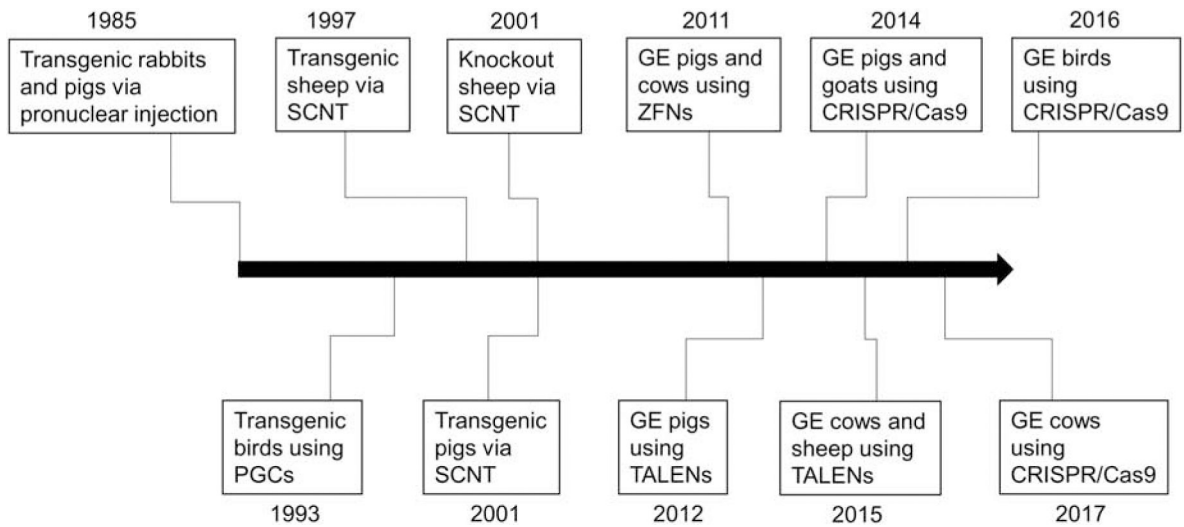 1985
Transgenic rabbits
and pigs via
pronuclear injection
1997
Transgenic
sheep via
SCNT
2001
Knockout
sheep via
SCNT
2011
GE pigs and
cows using
ZFNs
2014
GE pigs and
goats using
CRISPR/Cas9
2016
GE birds
using
CRISPR/Cas9
Transgenic
birds using
PGCs
1993
Transgenic
pigs via
SCNT
2001
GE pigs
using
TALENs
2012
GE cows and
sheep using
TALENs
2015
GE cows
using
CRISPR/Cas9
2017